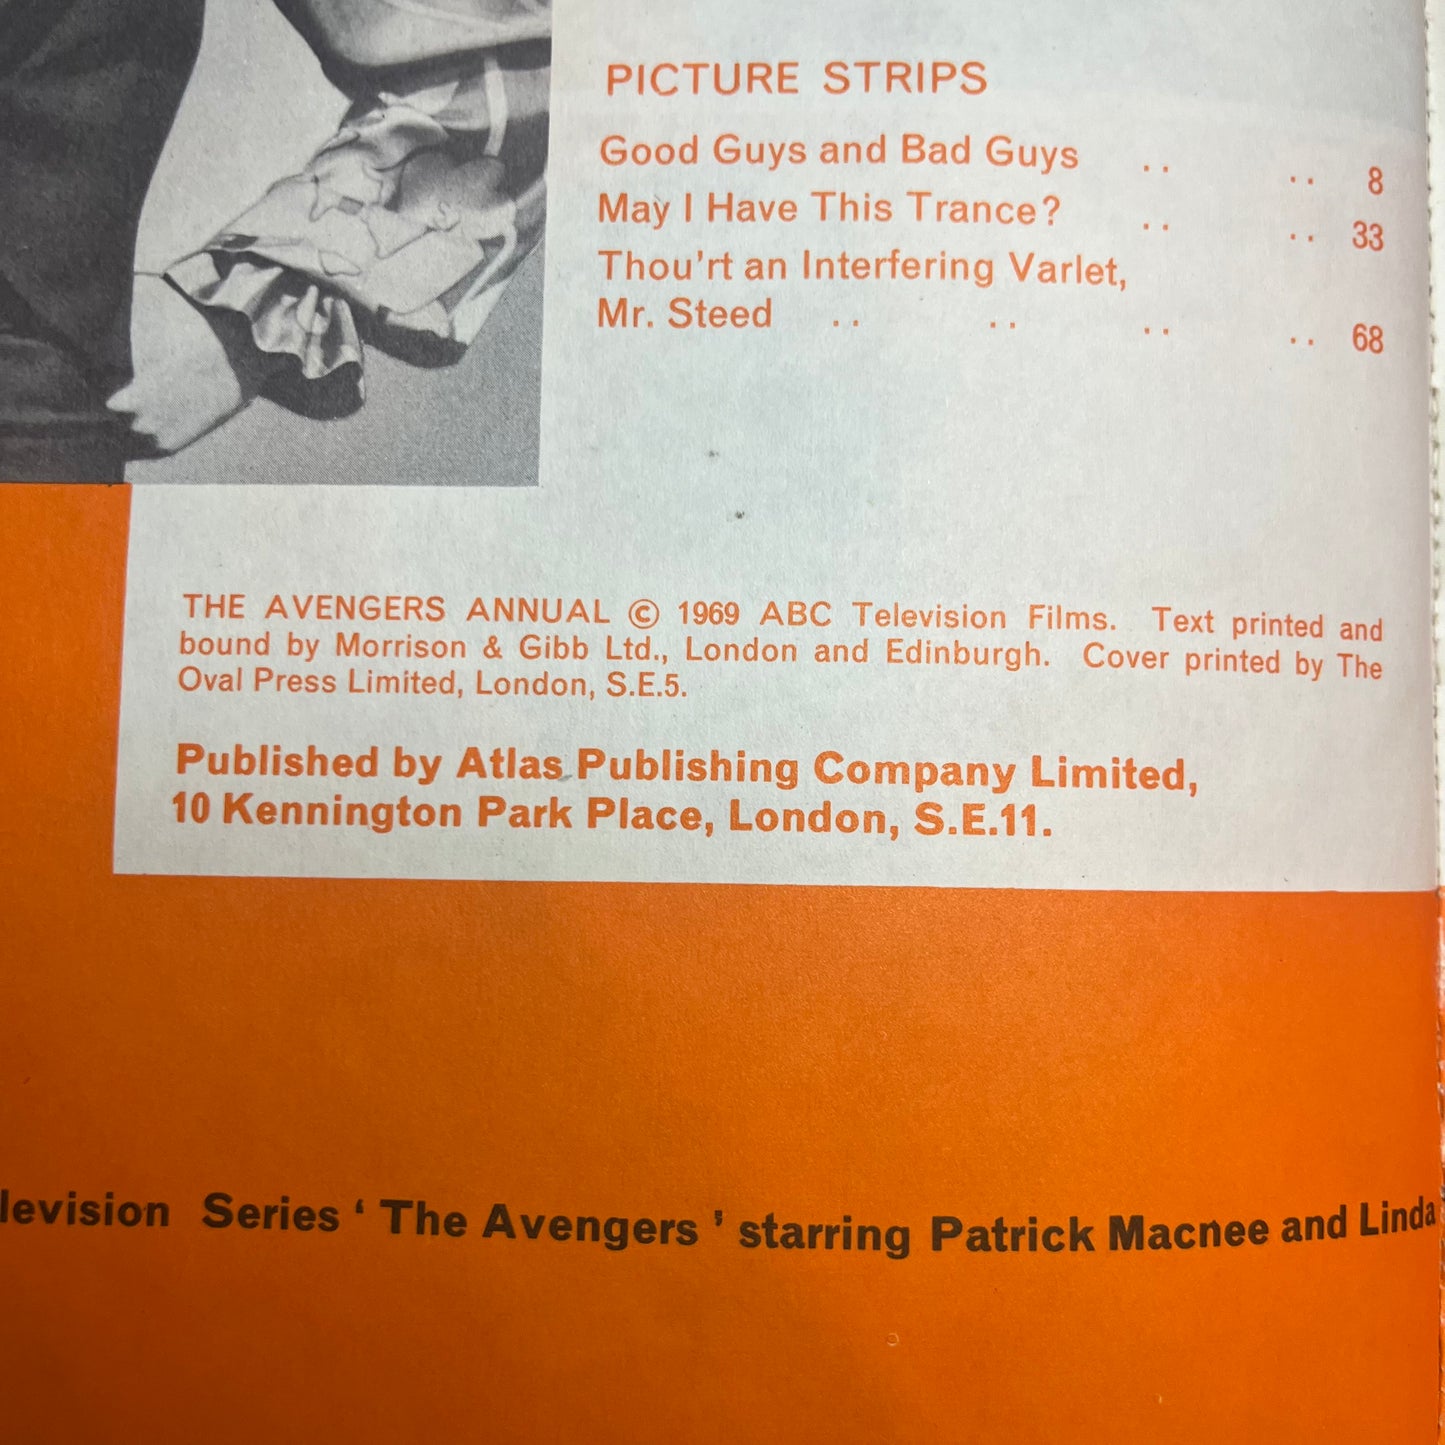 PICTURE STRIPS
Good Guys and Bad Guys .. .. 8
May I Have This Trance? .. .. 33
Thou'rt an Interfering Varlet,
Mr. Steed .. .. .. .. 68
THE AVENGERS ANNUAL © 1969 ABC Television Films. Text printed and
bound by Morrison & Gibb Ltd., London and Edinburgh. Cover printed by The
Oval Press Limited, London, S.E.5.
Published by Atlas Publishing Company Limited,
10 Kennington Park Place, London, S.E.11.
levision Series ‘ The Avengers ’ starring Patrick Macnee and Linda